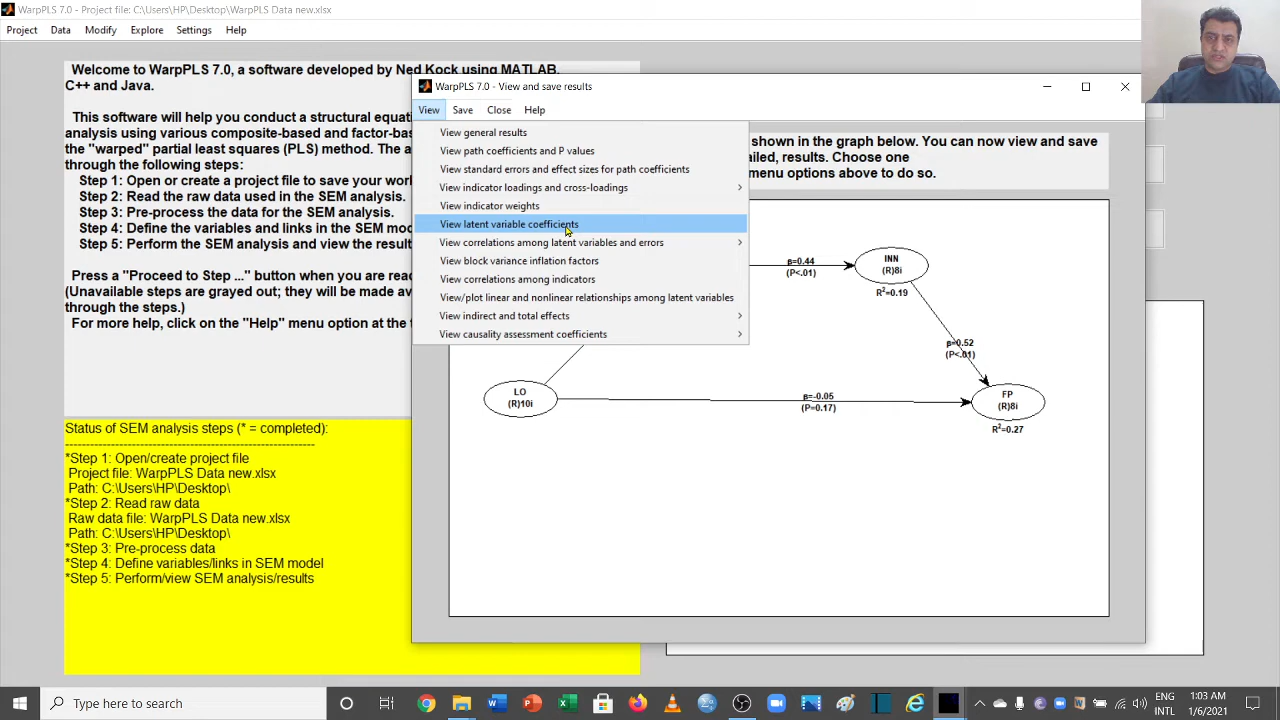 WarpPLS 7.0 - Project file: C:\Users\HP\Desktop\WarpPLS Data new.xlsx
Project Data Modify Explore Settings Help
Welcome to WarpPLS 7.0, a software developed by Ned Kock using MATLAB,
C++ and Java.
This software will help you conduct a structural equat
analysis using various composite-based and factor-bas
the "warped" partial least squares (PLS) method. The a
through the following steps:
Step 1: Open or create a project file to save your work
Step 2: Read the raw data used in the SEM analysis.
Step 3: Pre-process the data for the SEM analysis.
Step 4: Define the variables and links in the SEM mod
Step 5: Perform the SEM analysis and view the result
Press a "Proceed to Step ..." button when you are read
(Unavailable steps are grayed out; they will be made av
through the steps.)
For more help, click on the "Help" menu option at the t
Status of SEM analysis steps (* = completed):
*Step 1: Open/create project file
Project file: WarpPLS Data new.xlsx
Path: C:\Users\HP\Desktop\
*Step 2: Read raw data
Raw data file: WarpPLS Data new.xlsx
Path: C:\Users\HP\Desktop\
*Step 3: Pre-process data
*Step 4: Define variables/links in SEM model
*Step 5: Perform/view SEM analysis/results
WarpPLS 7.0 - View and save results
View Save Close Help
View general results
View path coefficients and P values
View standard errors and effect sizes for path coefficients
View indicator loadings and cross-loadings
View indicator weights
View latent variable coefficients
View correlations among latent variables and errors
View block variance inflation factors
View correlations among indicators
View/plot linear and nonlinear relationships among latent variables
View indirect and total effects
View causality assessment coefficients
shown in the graph below. You can now view and save
ailed, results. Choose one
menu options above to do so.
β=0.44
(P<.01)
INN
(R)8i
R²=0.19
β=0.52
(P<.01)
LO
(R)10i
β=-0.05
(P=0.17)
FP
(R)8i
R²=0.27
Type here to search
ENG
INTL
1:03 AM
1/6/2021